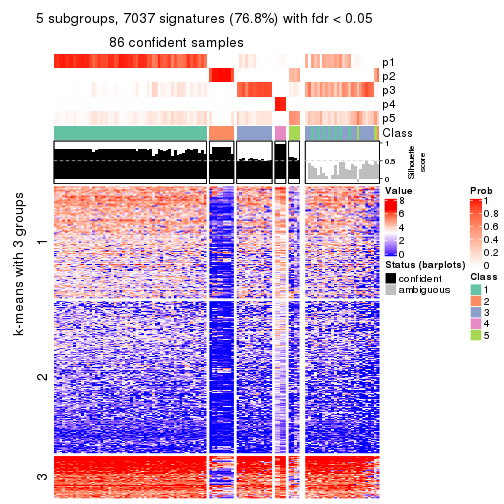 5 subgroups, 7037 signatures (76.8%) with fdr < 0.05
86 confident samples
p1
p2
p3
p4
p5
Class
1
0.5
0
Silhouette
score
k-means with 3 groups
1
2
3
Value
8
6
4
2
0
Status (barplots)
confident
ambiguous
Prob
1
0.8
0.6
0.4
0.2
0
Class
1
2
3
4
5